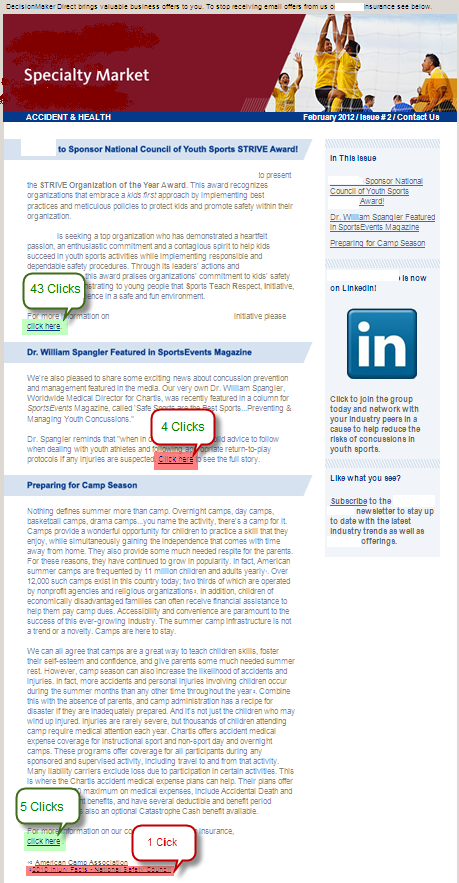 DecisionMaker Direct brings valuable business offers to you. To stop receiving email offers from us o insurance see below.
Specialty Market
ACCIDENT & HEALTH
February 2012 / Issue # 2 / Contact Us
to Sponsor National Council of Youth Sports STRIVE Award!
to present
the STRIVE Organization of the Year Award. This award recognizes
organizations that embrace a kids first approach by implementing best
practices and meticulous policies to protect kids and promote safety within their
organization.
is seeking a top organization who has demonstrated a heartfelt
passion, an enthusiastic commitment and a contagious spirit to help kids
succeed in youth sports activities while implementing responsible and
dependable safety procedures. Through its leaders' actions and
this award praises organizations' commitment to kids' safety
nstrating to young people that Sports Teach Respect, Initiative,
ence in a safe and fun environment.
43 Clicks
For more information on Initiative please
click here.
Dr. William Spangler Featured in SportsEvents Magazine
We're also pleased to share some exciting news about concussion prevention
and management featured in the media. Our very own Dr. William Spangler,
Worldwide Medical Director for Chartis, was recently featured in a column for
SportsEvents Magazine, called 'Safe Sports are the Best Sports...Preventing &
Managing Youth Concussions."
4 Clicks
Dr. Spangler reminds that "when in d ld advice to follow
when dealing with youth athletes and following appropriate return-to-play
protocols if any injuries are suspected. Click here to see the full story.
Preparing for Camp Season
Nothing defines summer more than camp. Overnight camps, day camps,
basketball camps, drama camps...you name the activity, there's a camp for it.
Camps provide a wonderful opportunity for children to practice a skill that they
enjoy, while simultaneously gaining the independence that comes with time
away from home. They also provide some much needed respite for the parents.
For these reasons, they have continued to grow in popularity. In fact, American
summer camps are frequented by 11 million children and adults yearly. Over
12,000 such camps exist in this country today; two thirds of which are operated
by nonprofit agencies and religious organizations. In addition, children of
economically disadvantaged families can often receive financial assistance to
help them pay camp dues. Accessibility and convenience are paramount to the
success of this ever-growing industry. The summer camp infrastructure is not
a trend or a novelty. Camps are here to stay.
We can all agree that camps are a great way to teach children skills, foster
their self-esteem and confidence, and give parents some much needed summer
rest. However, camp season can also increase the likelihood of accidents and
injuries. In fact, more accidents and personal injuries involving children occur
during the summer months than any other time throughout the year. Combine
this with the absence of parents, and camp administration has a recipe for
disaster if they are inadequately prepared. And it's not just the children who may
wind up injured. Injuries are rarely severe, but thousands of children attending
camp require medical attention each year. Chartis offers accident medical
expense coverage for instructional sport and non-sport day and overnight
camps. These programs offer coverage for all participants during any
sponsored and supervised activity, including travel to and from that activity.
Many liability carriers exclude loss due to participation in certain activities. This
is where the Chartis accident medical expense plans can help. Their plans offer
0 maximum on medical expenses, include Accidental Death and
nt benefits, and have several deductible and benefit period
s also an optional Catastrophe Cash benefit available.
5 Clicks
For more information on our co insurance,
click here.
1 Click
American Camp Association
In This Issue
Sponsor National
Council of Youth Sports
Award!
Dr. William Spangler Featured
in SportsEvents Magazine
Preparing for Camp Season
is now
on LinkedIn!
in
Click to join the group
today and network with
your industry peers in a
cause to help reduce the
risks of concussions in
youth sports.
Like what you see?
Subscribe to the
newsletter to stay up
to date with the latest
industry trends as well as
offerings.